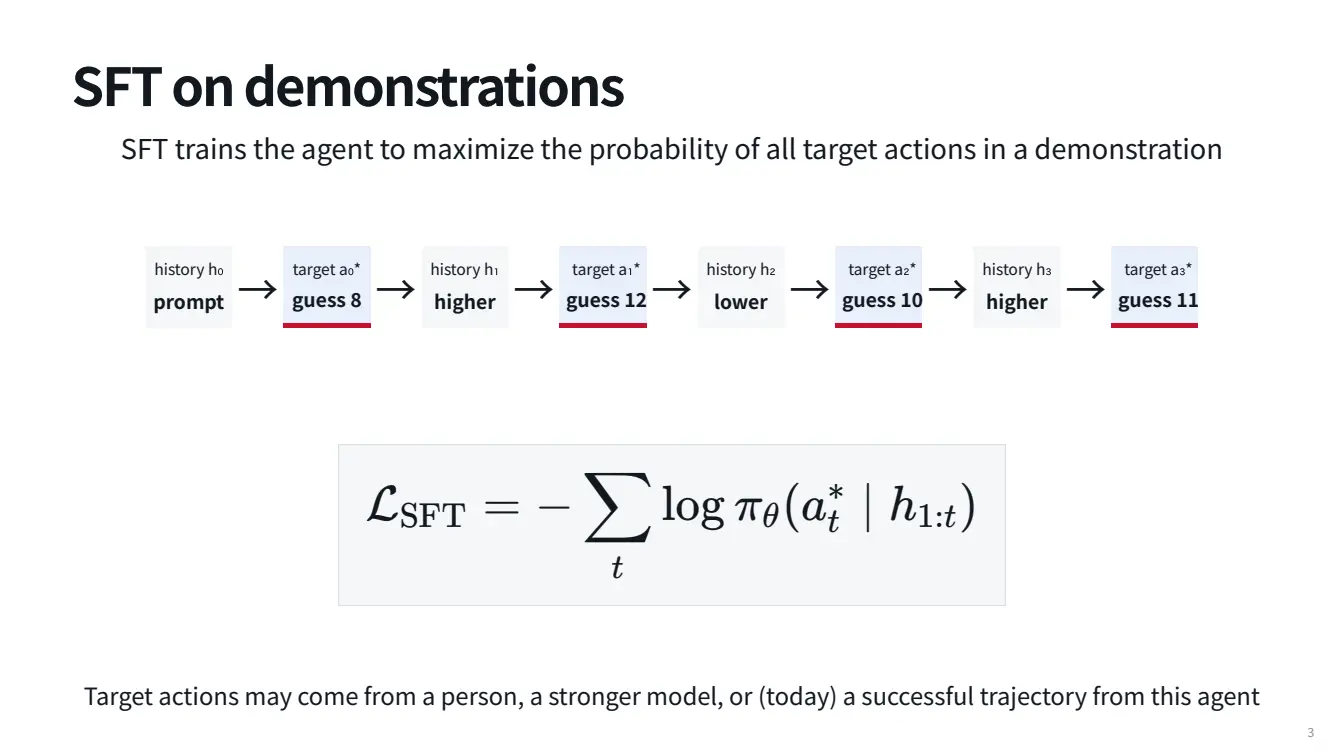 SFT on demonstrations
SFT trains the agent to maximize the probability of all target actions in a demonstration
history h₀ → target a₀* → history h₁ → target a₁* → history h₂ → target a₂* → history h₃ → target a₃*
prompt guess 8 higher guess 12 lower guess 10 higher guess 11
ℒ_SFT = − ∑_t log π_θ(a_t^* | h_{1:t})
Target actions may come from a person, a stronger model, or (today) a successful trajectory from this agent
3